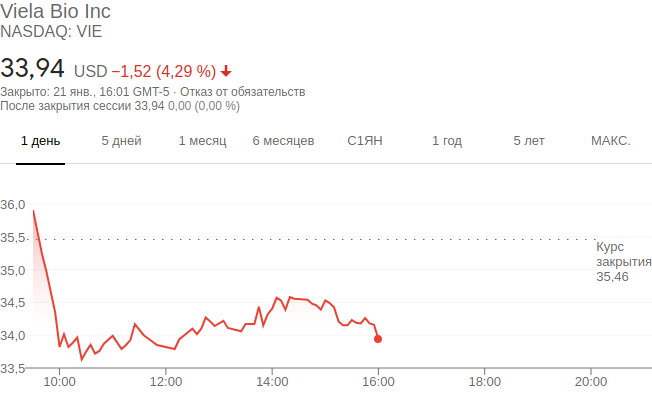 Viela Bio Inc
NASDAQ: VIE
33,94 USD −1,52 (4,29 %)
Закрыто: 21 янв., 16:01 GMT-5 · Отказ от обязательств
После закрытия сессии 33,94 0,00 (0,00 %)
1 день 5 дней 1 месяц 6 месяцев С1ЯН 1 год 5 лет МАКС.
36,0
35,5
Курс
закрытия
35,46
35,0
34,5
34,0
33,5
10:00 12:00 14:00 16:00 18:00 20:00